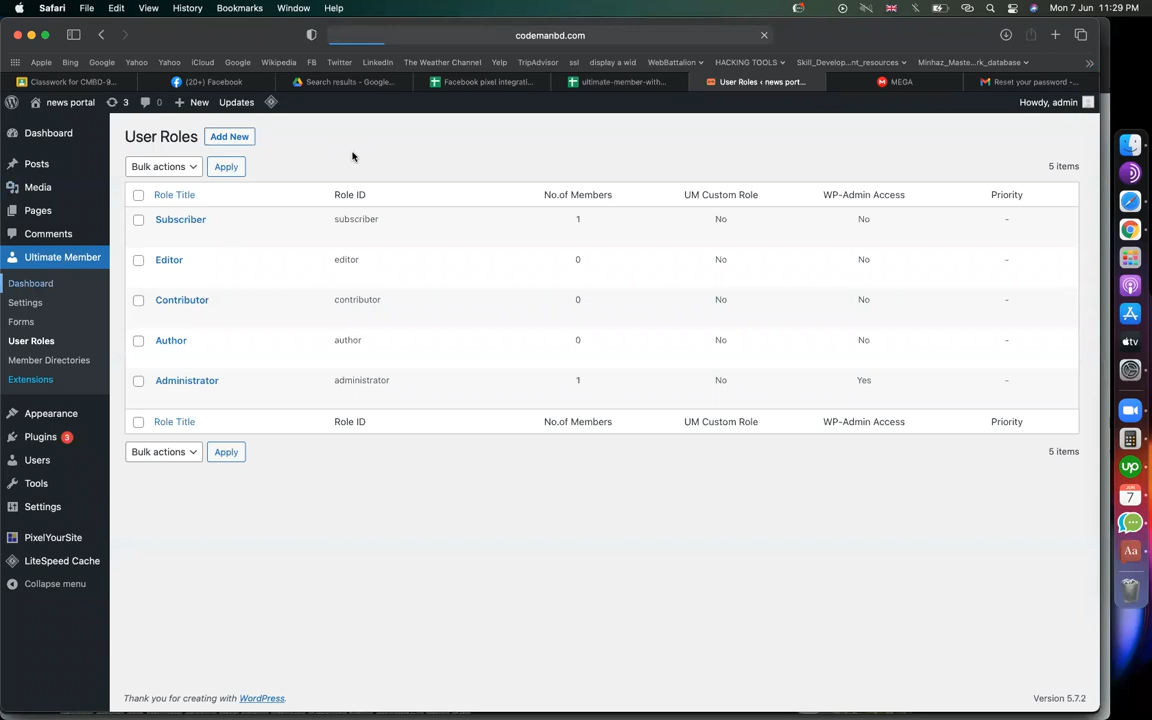 Safari File Edit View History Bookmarks Window Help Mon 7 Jun 11:29 PM
codemanbd.com
Apple Bing Google Yahoo Yahoo iCloud Google Wikipedia FB Twitter LinkedIn The Weather Channel Yelp TripAdvisor ssl display a wid WebBattalion HACKING TOOLS Skill_Develop...nt_resources Minhaz_Maste...rk_database
Classwork for CMBD-9... (20+) Facebook Search results - Google... Facebook pixel integrati... ultimate-member-with... User Roles ‹ news port... MEGA Reset your password -...
news portal 3 0 New Updates Howdy, admin
Dashboard
Posts
Media
Pages
Comments
Ultimate Member
Dashboard
Settings
Forms
User Roles
Member Directories
Extensions
Appearance
Plugins 3
Users
Tools
Settings
PixelYourSite
LiteSpeed Cache
Collapse menu
User Roles Add New
Bulk actions Apply 5 items
Role Title Role ID No.of Members UM Custom Role WP-Admin Access Priority
Subscriber subscriber 1 No No -
Editor editor 0 No No -
Contributor contributor 0 No No -
Author author 0 No No -
Administrator administrator 1 No Yes -
Role Title Role ID No.of Members UM Custom Role WP-Admin Access Priority
Bulk actions Apply 5 items
Thank you for creating with WordPress. Version 5.7.2
tv
up
7
Aa